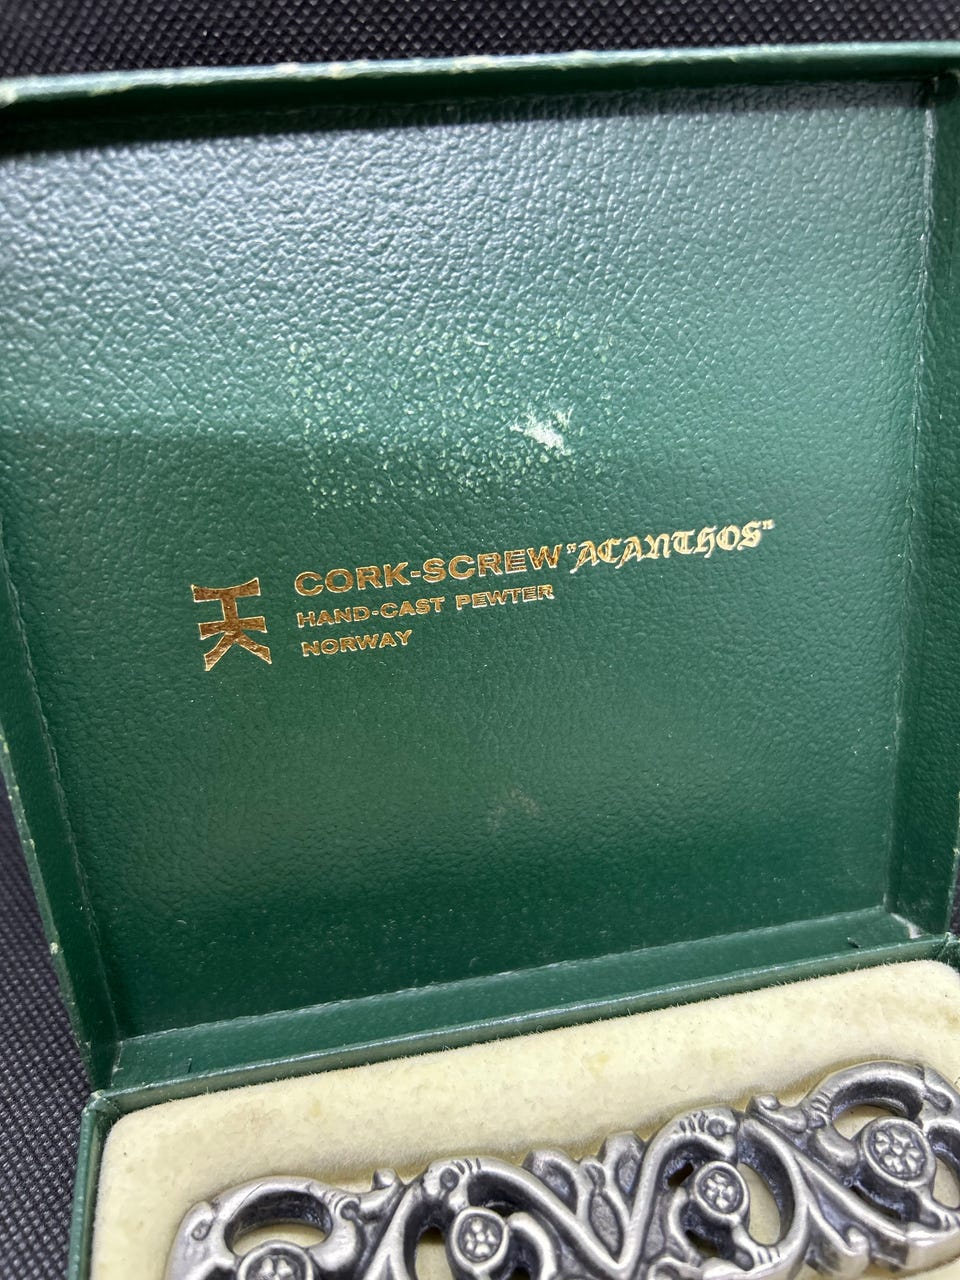 CORK-SCREW "ACANTHOS"
HAND-CAST PEWTER
NORWAY